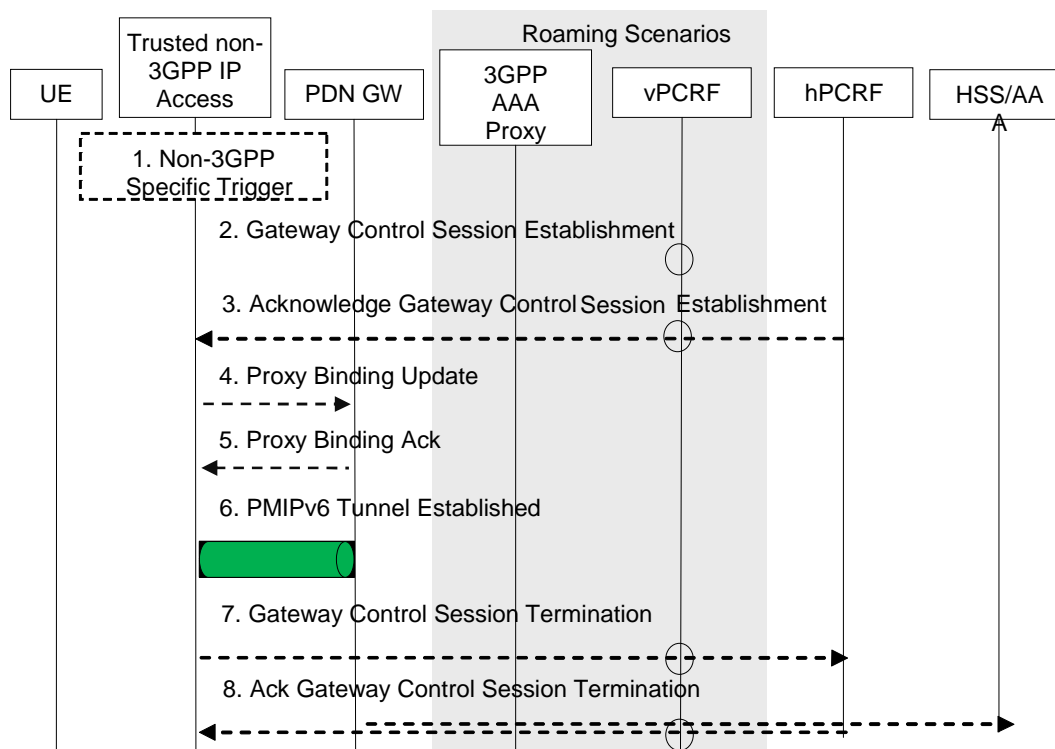 Roaming Scenarios
UE
Trusted non-
3GPP IP
Access
PDN GW
3GPP
AAA
Proxy
vPCRF
hPCRF
HSS/AA
A
1. Non-3GPP
Specific Trigger
2. Gateway Control Session Establishment
3. Acknowledge Gateway Control Session Establishment
4. Proxy Binding Update
5. Proxy Binding Ack
6. PMIPv6 Tunnel Established
7. Gateway Control Session Termination
8. Ack Gateway Control Session Termination